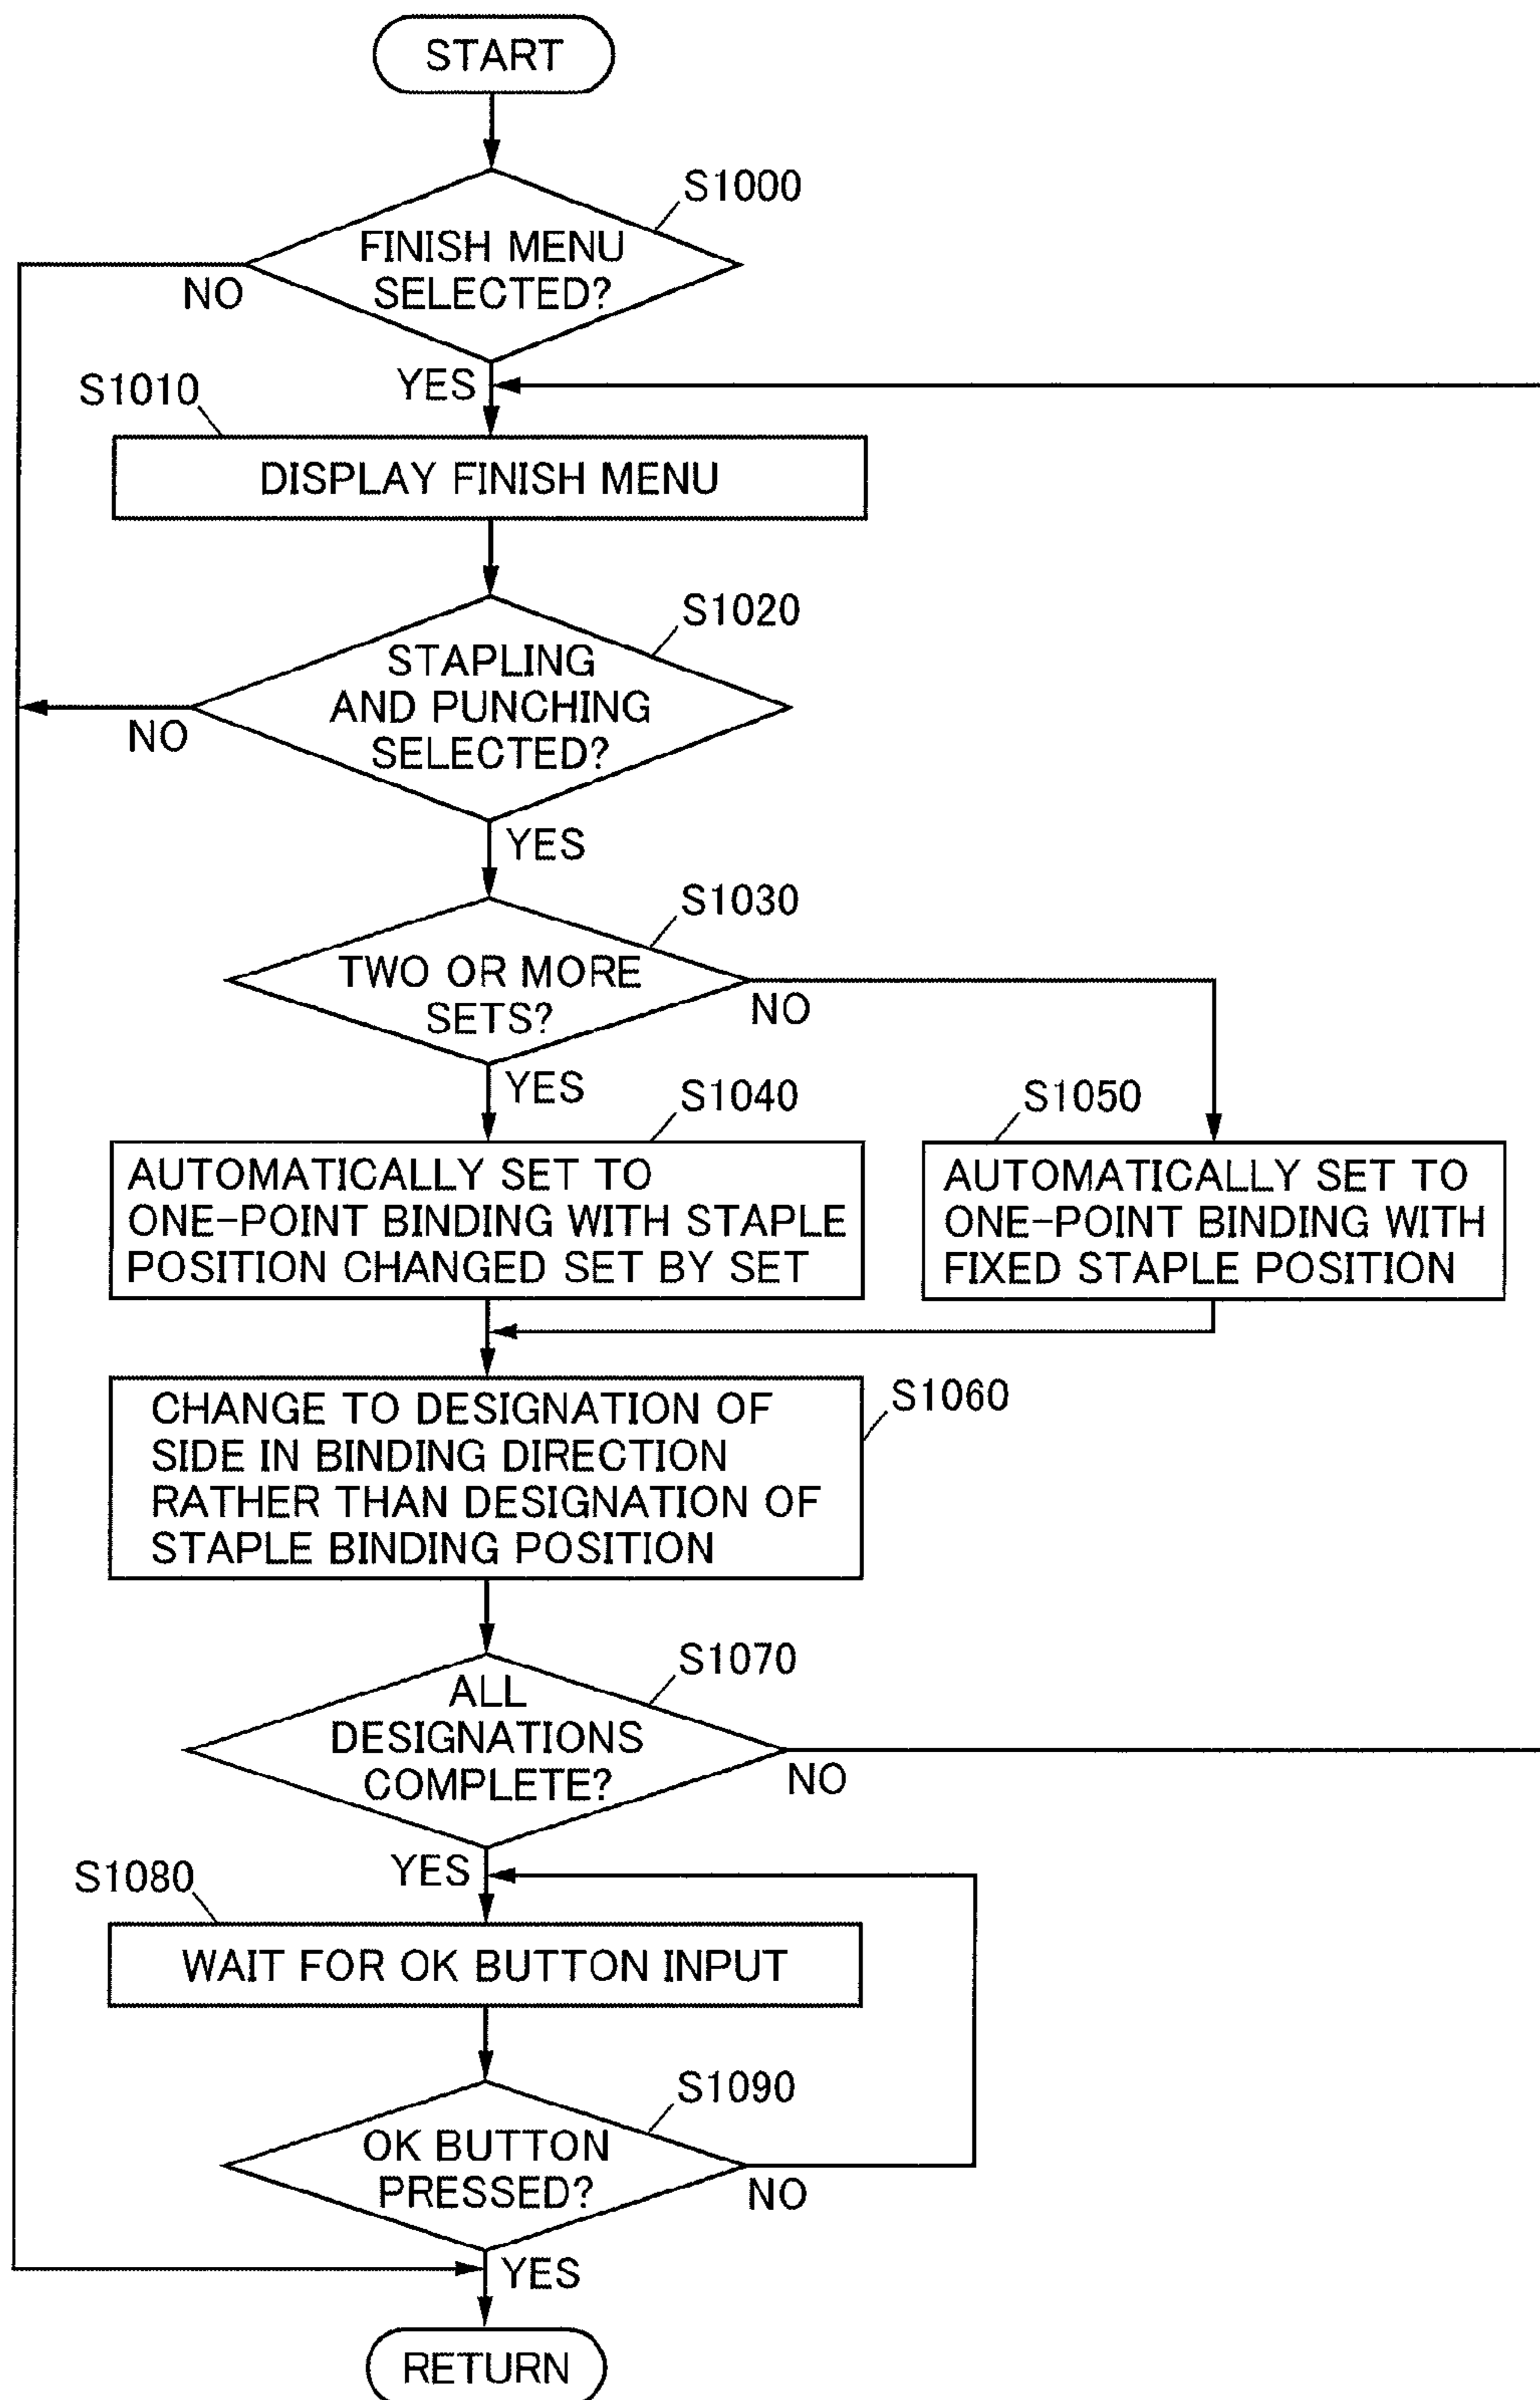 START
S1000
FINISH MENU
SELECTED?
NO
YES
S1010
DISPLAY FINISH MENU
S1020
STAPLING
AND PUNCHING
SELECTED?
NO
YES
S1030
TWO OR MORE
SETS?
NO
YES
S1040
AUTOMATICALLY SET TO
ONE-POINT BINDING WITH STAPLE
POSITION CHANGED SET BY SET
S1050
AUTOMATICALLY SET TO
ONE-POINT BINDING WITH
FIXED STAPLE POSITION
S1060
CHANGE TO DESIGNATION OF
SIDE IN BINDING DIRECTION
RATHER THAN DESIGNATION OF
STAPLE BINDING POSITION
S1070
ALL
DESIGNATIONS
COMPLETE?
NO
YES
S1080
WAIT FOR OK BUTTON INPUT
S1090
OK BUTTON
PRESSED?
NO
YES
RETURN